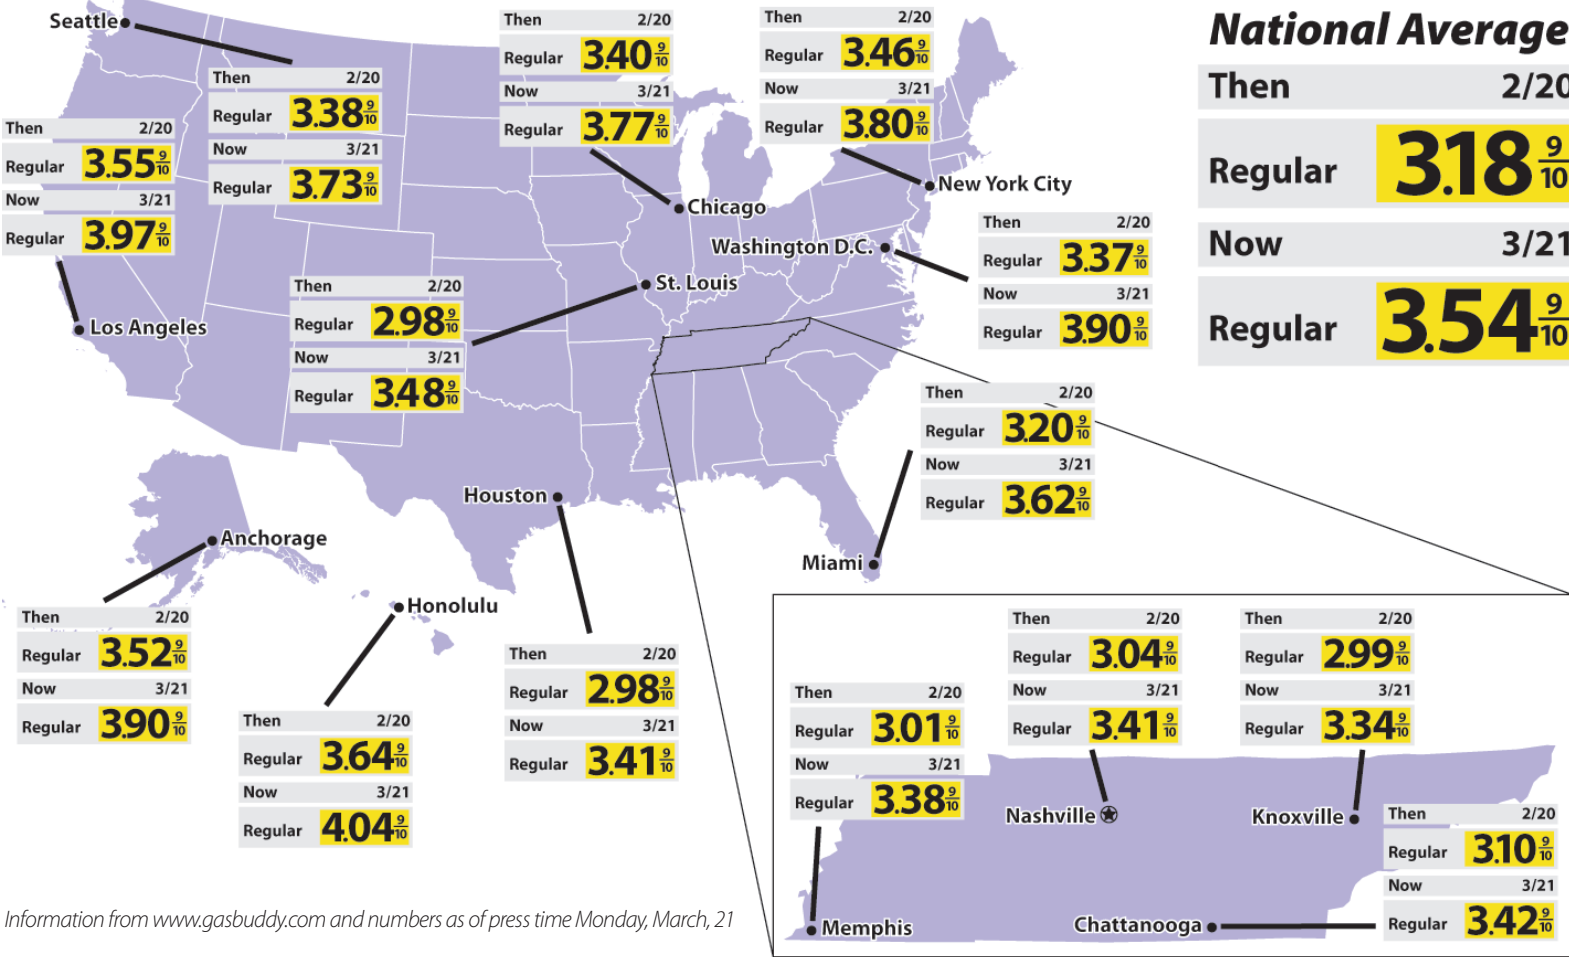 Seattle
Then 2/20
Regular 3.38 9/10
Now 3/21
Regular 3.73 9/10
Then 2/20
Regular 3.40 9/10
Now 3/21
Regular 3.77 9/10
Chicago
Then 2/20
Regular 3.46 9/10
Now 3/21
Regular 3.80 9/10
New York City
National Average
Then 2/20
Regular 3.18 9/10
Now 3/21
Regular 3.54 9/10
Then 2/20
Regular 3.55 9/10
Now 3/21
Regular 3.97 9/10
Los Angeles
Washington D.C.
Then 2/20
Regular 3.37 9/10
Now 3/21
Regular 3.90 9/10
St. Louis
Then 2/20
Regular 2.98 9/10
Now 3/21
Regular 3.48 9/10
Then 2/20
Regular 3.20 9/10
Now 3/21
Regular 3.62 9/10
Miami
Houston
Then 2/20
Regular 2.98 9/10
Now 3/21
Regular 3.41 9/10
Anchorage
Then 2/20
Regular 3.52 9/10
Now 3/21
Regular 3.90 9/10
Honolulu
Then 2/20
Regular 3.64 9/10
Now 3/21
Regular 4.04 9/10
Then 2/20
Regular 3.01 9/10
Now 3/21
Regular 3.38 9/10
Memphis
Then 2/20
Regular 3.04 9/10
Now 3/21
Regular 3.41 9/10
Nashville
Then 2/20
Regular 2.99 9/10
Now 3/21
Regular 3.34 9/10
Knoxville
Then 2/20
Regular 3.10 9/10
Now 3/21
Regular 3.42 9/10
Chattanooga
Information from www.gasbuddy.com and numbers as of press time Monday, March, 21